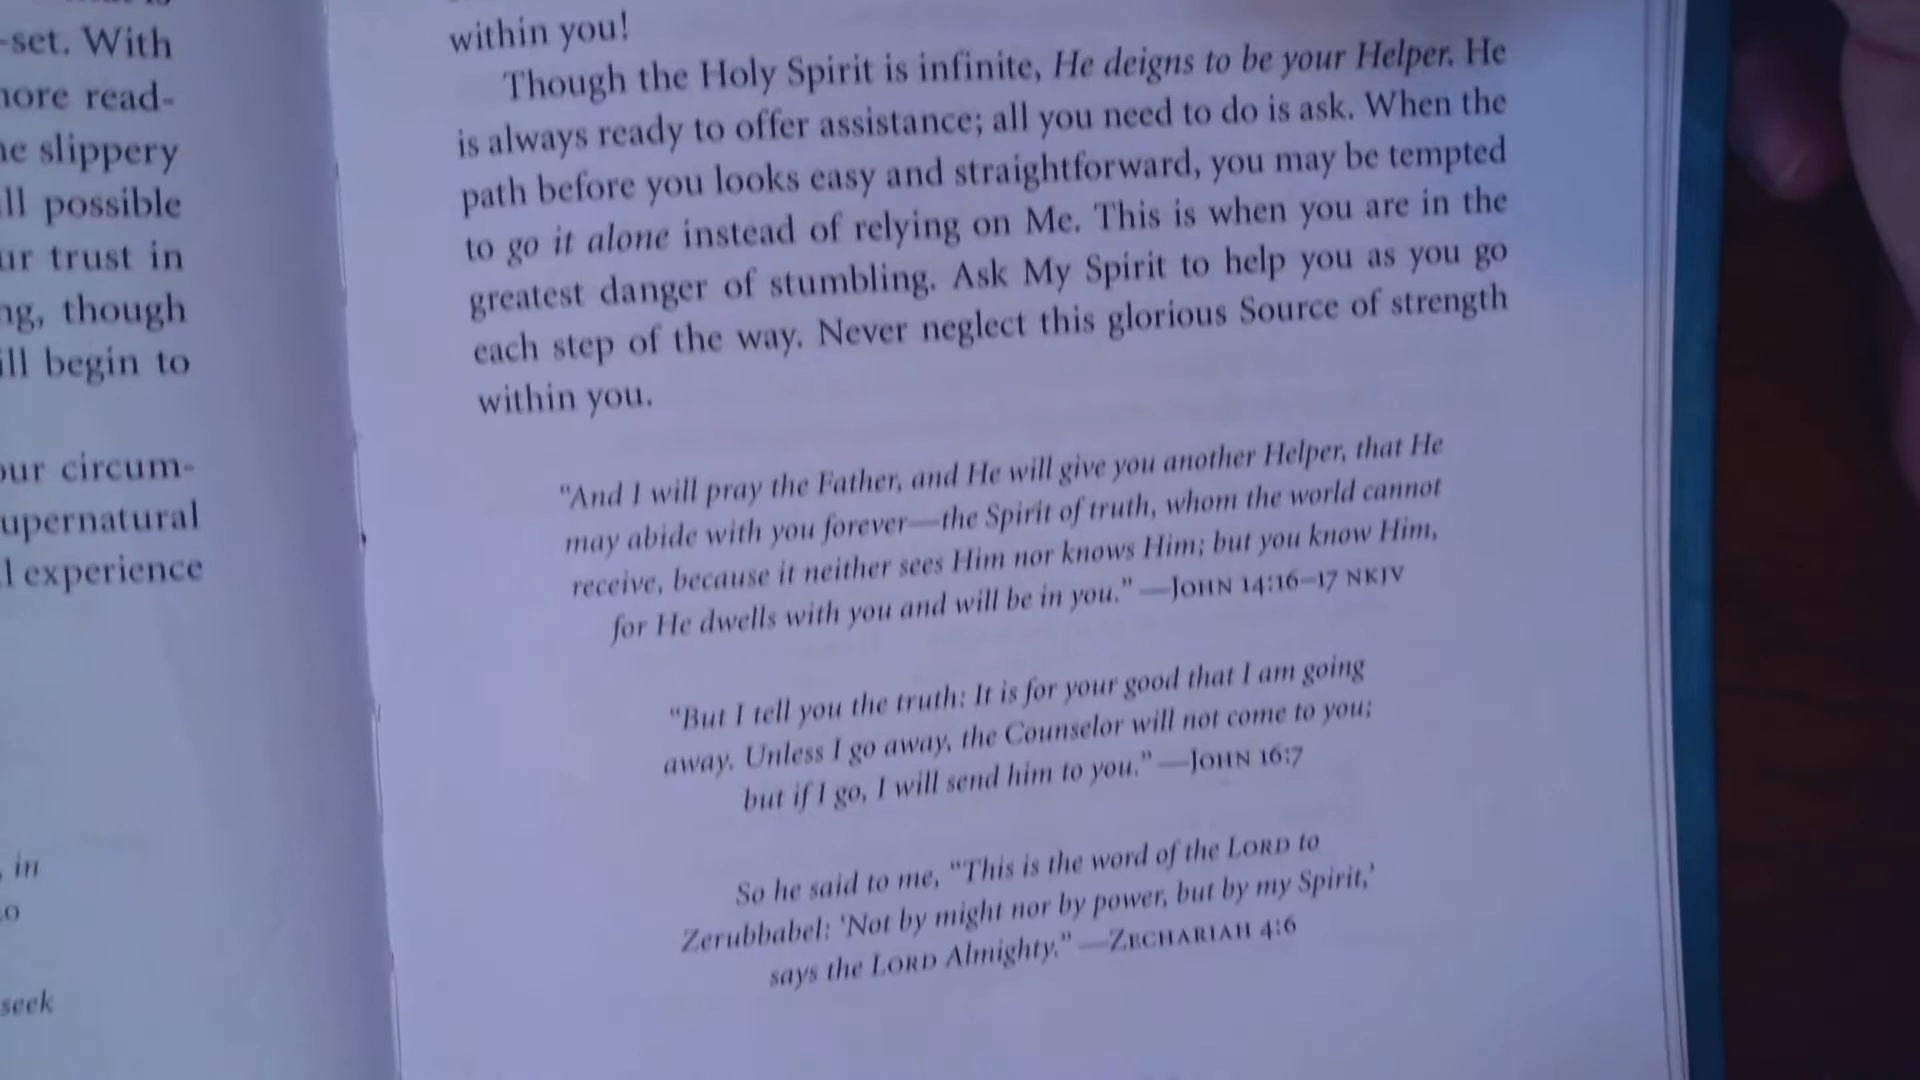 -set. With
read-
slippery
possible
trust in
though
begin to
circum-
experience
in
seek
within you!
Though the Holy Spirit is infinite, He deigns to be your Helper. He
is always ready to offer assistance; all you need to do is ask. When the
path before you looks easy and straightforward, you may be tempted
to go it alone instead of relying on Me. This is when you are in the
greatest danger of stumbling. Ask My Spirit to help you as you go
each step of the way. Never neglect this glorious Source of strength
within you.
“And I will pray the Father, and He will give you another Helper, that He
may abide with you forever—the Spirit of truth, whom the world cannot
receive, because it neither sees Him nor knows Him; but you know Him,
for He dwells with you and will be in you.” —John 14:16–17 NKJV
“But I tell you the truth: It is for your good that I am going
away. Unless I go away, the Counselor will not come to you;
but if I go, I will send him to you.” —John 16:7
So he said to me, “This is the word of the LORD to
Zerubbabel: ‘Not by might nor by power, but by my Spirit,’
says the LORD Almighty.” —Zechariah 4:6